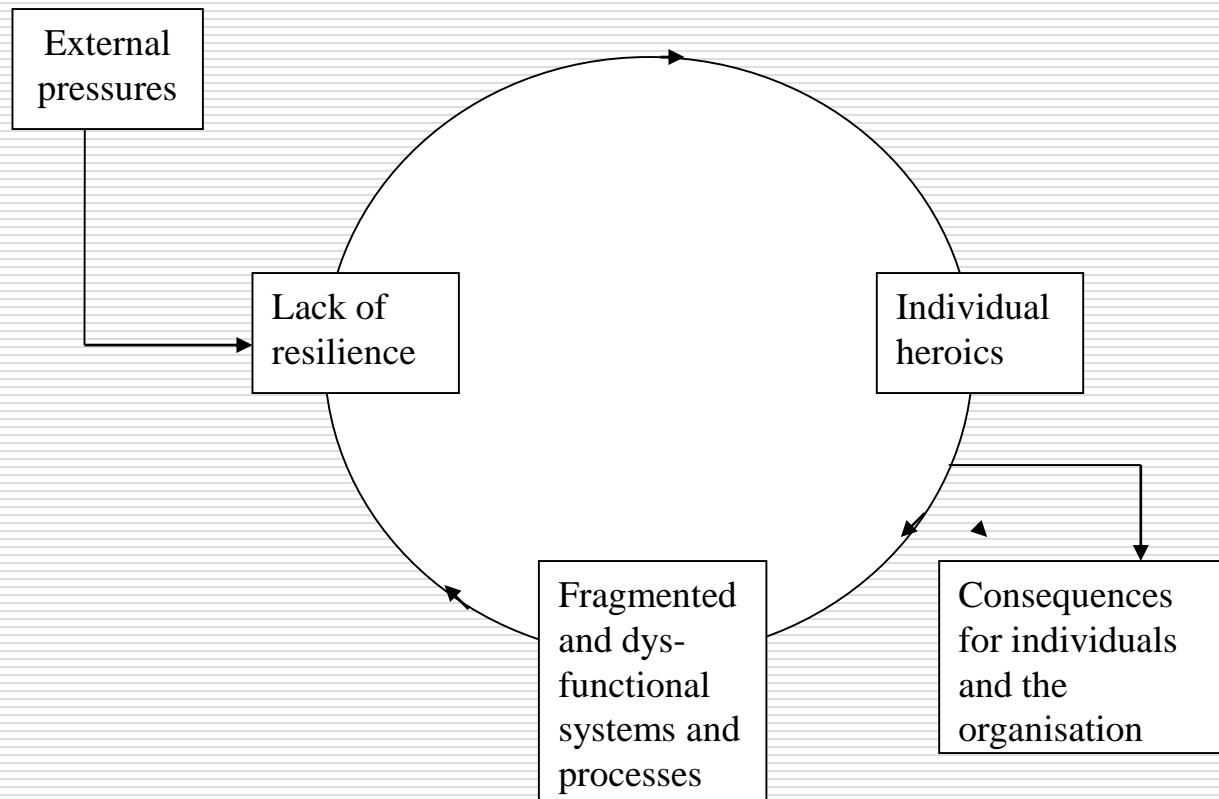 External
pressures
Lack of
resilience
Individual
heroics
Fragmented
and dys-
functional
systems and
processes
Consequences
for individuals
and the
organisation